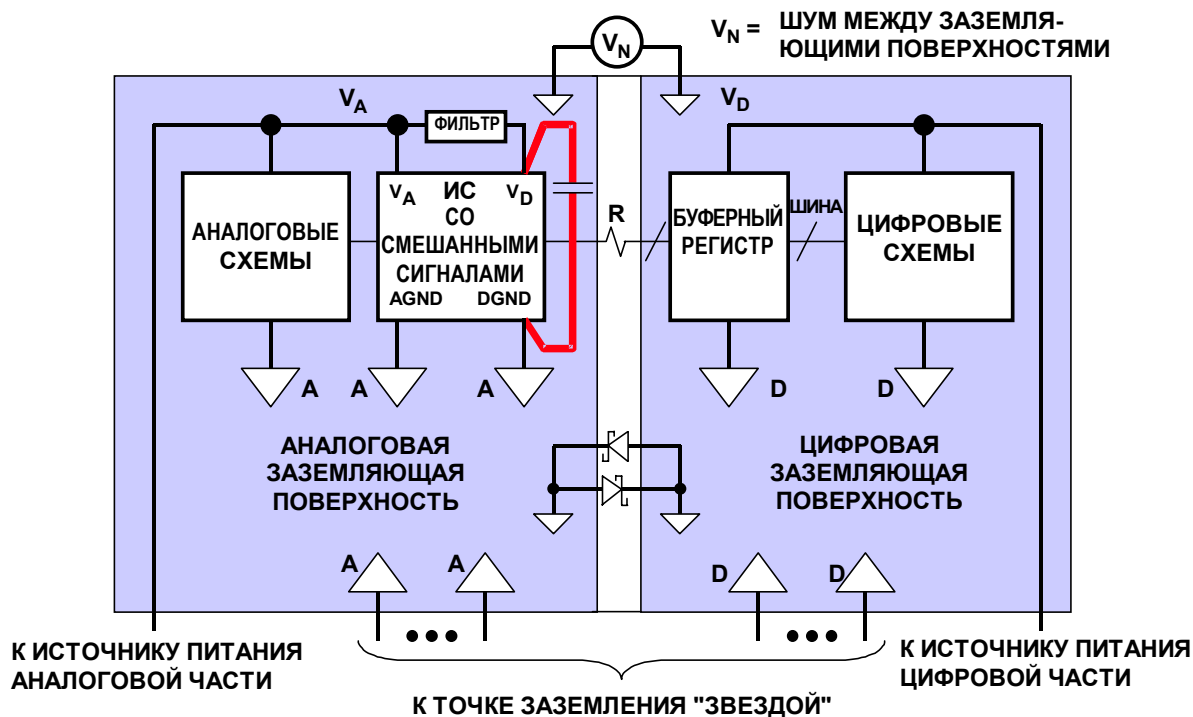 V_N = ШУМ МЕЖДУ ЗАЗЕМЛЯ-
ЮЩИМИ ПОВЕРХНОСТЯМИ
V_N
V_A
V_D
ФИЛЬТР
АНАЛОГОВЫЕ
СХЕМЫ
V_A ИС V_D
СО
СМЕШАННЫМИ
СИГНАЛАМИ
AGND DGND
R
БУФЕРНЫЙ
РЕГИСТР
ШИНА
ЦИФРОВЫЕ
СХЕМЫ
A A A D D
АНАЛОГОВАЯ
ЗАЗЕМЛЯЮЩАЯ
ПОВЕРХНОСТЬ
ЦИФРОВАЯ
ЗАЗЕМЛЯЮЩАЯ
ПОВЕРХНОСТЬ
A A D D
К ИСТОЧНИКУ ПИТАНИЯ
АНАЛОГОВОЙ ЧАСТИ
К ИСТОЧНИКУ ПИТАНИЯ
ЦИФРОВОЙ ЧАСТИ
К ТОЧКЕ ЗАЗЕМЛЕНИЯ "ЗВЕЗДОЙ"